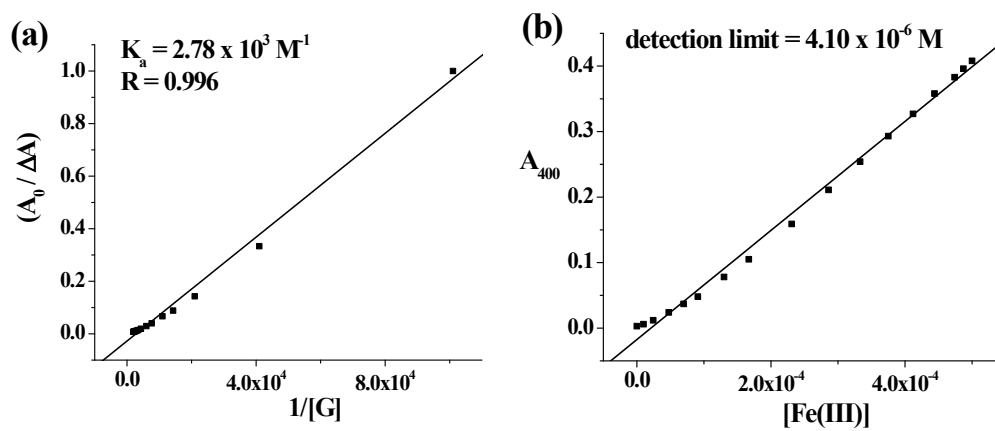 (a)
Kₐ = 2.78 x 10³ M⁻¹
R = 0.996
(A₀ / ΔA)
1.0
0.8
0.6
0.4
0.2
0.0
0.0
4.0x10⁴
8.0x10⁴
1/[G]
(b)
detection limit = 4.10 x 10⁻⁶ M
A₄₀₀
0.4
0.3
0.2
0.1
0.0
0.0
2.0x10⁻⁴
4.0x10⁻⁴
[Fe(III)]